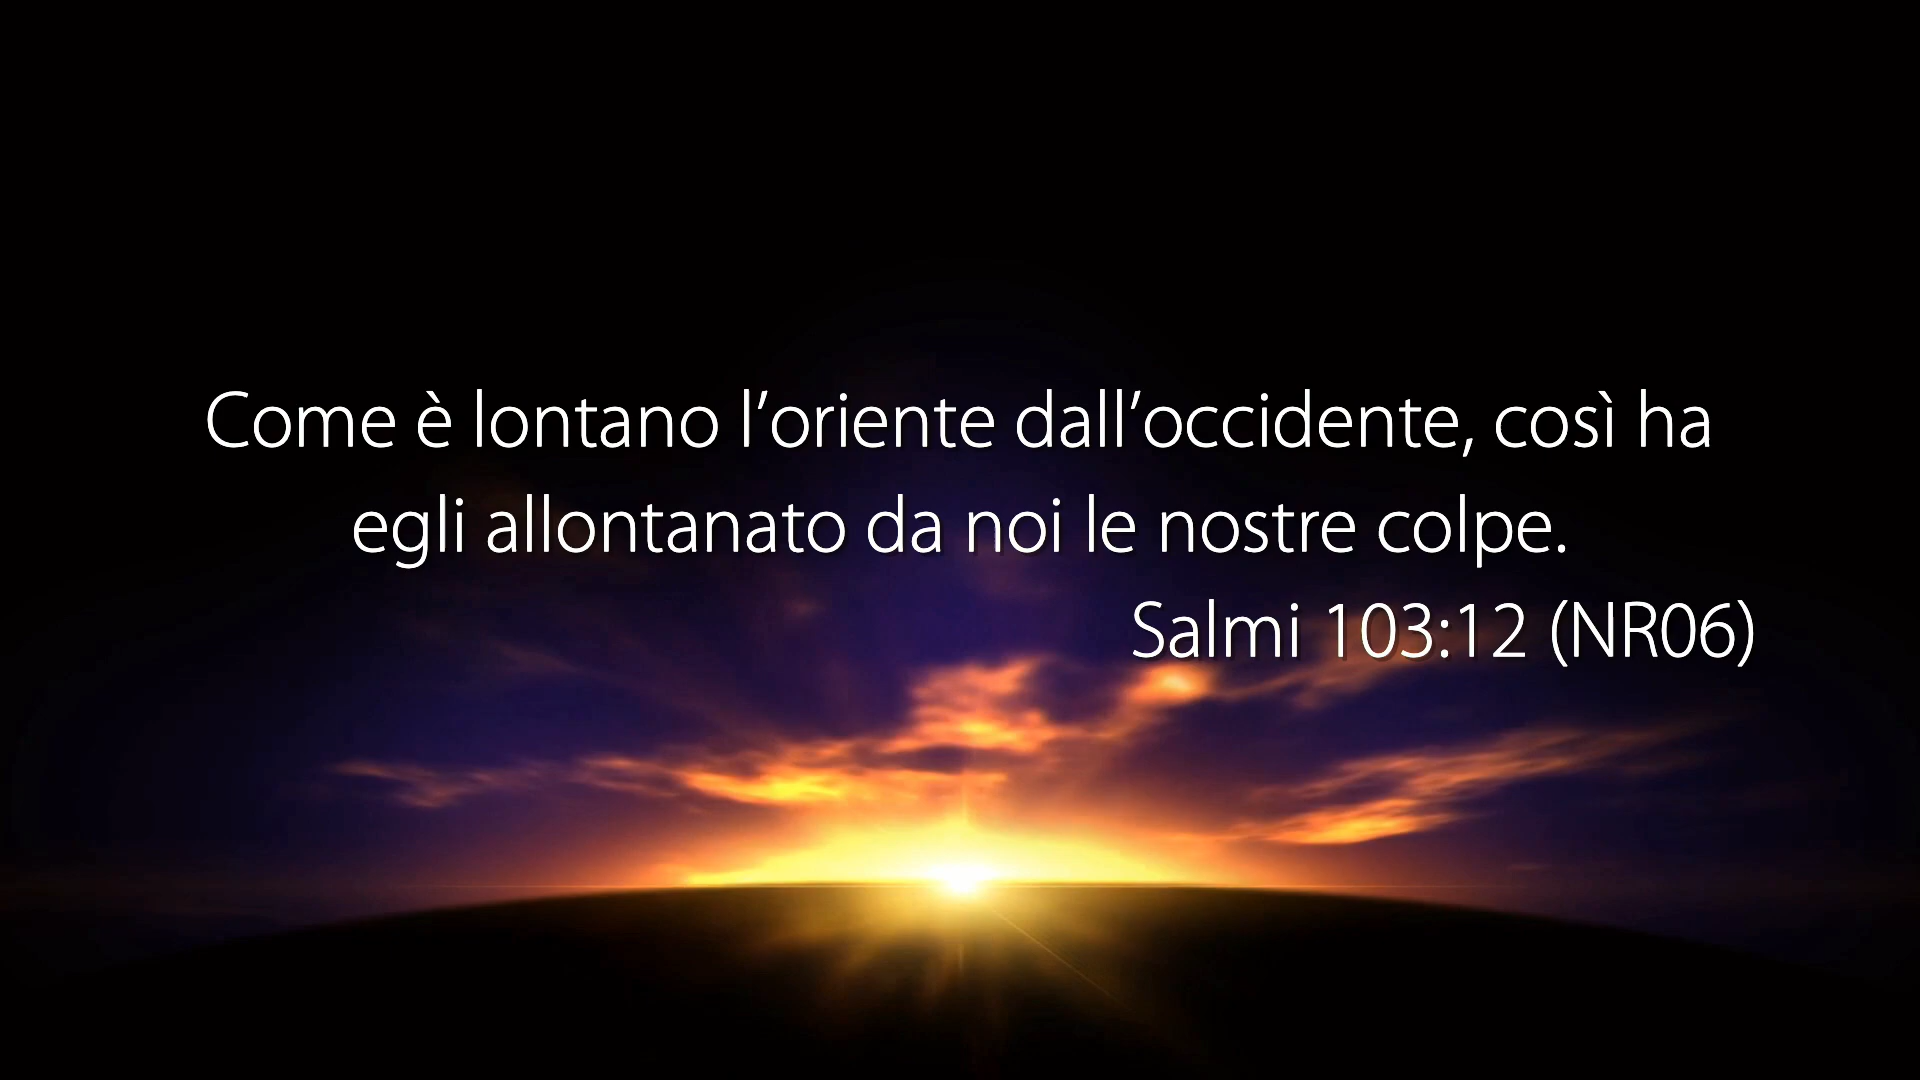 Come è lontano l’oriente dall’occidente, così ha
egli allontanato da noi le nostre colpe.
Salmi 103:12 (NR06)